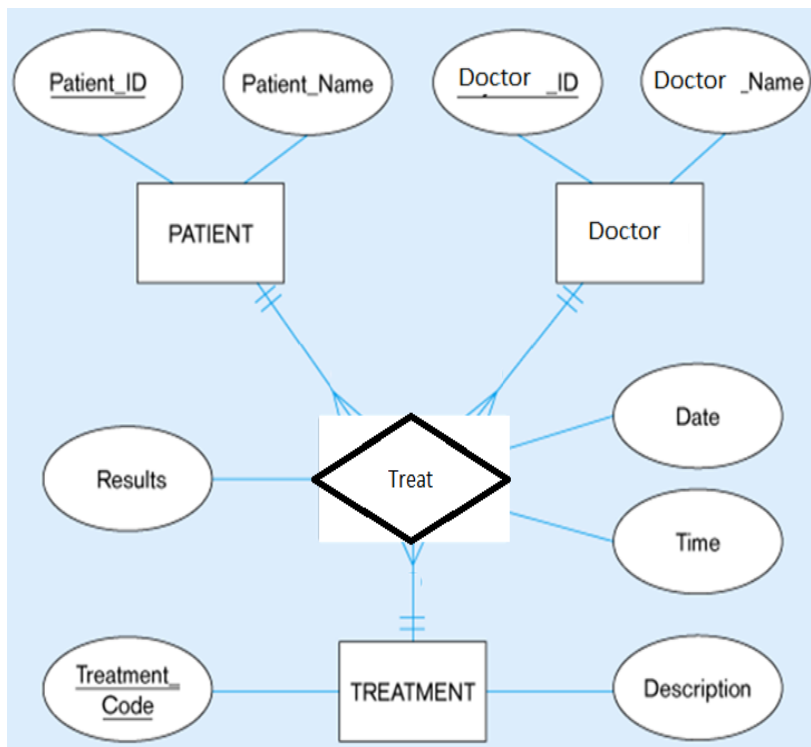 Patient_ID
Patient_Name
Doctor _ID
Doctor _Name
PATIENT
Doctor
Date
Results
Treat
Time
Treatment_
Code
TREATMENT
Description